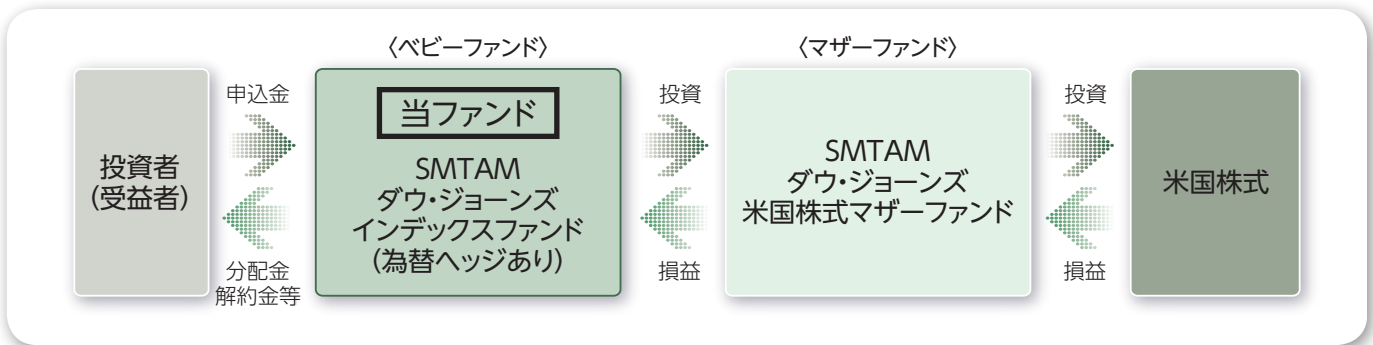 〈ベビーファンド〉
〈マザーファンド〉
投資者
(受益者)
申込金
分配金
解約金等
当ファンド
SMTAM
ダウ・ジョーンズ
インデックスファンド
(為替ヘッジあり)
投資
損益
SMTAM
ダウ・ジョーンズ
米国株式マザーファンド
投資
損益
米国株式